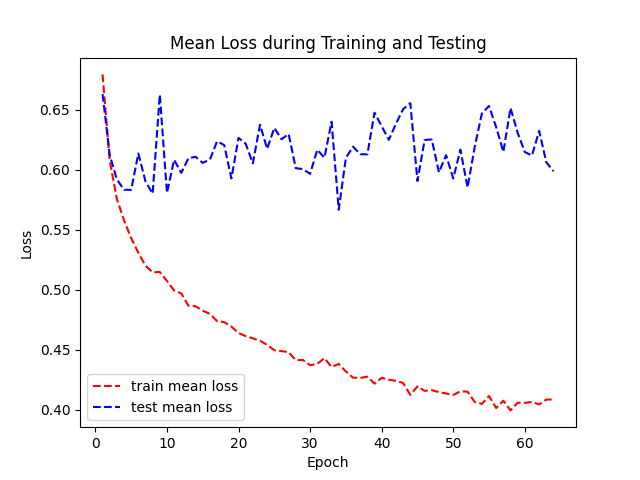 Mean Loss during Training and Testing
Loss
0.65
0.60
0.55
0.50
0.45
0.40
train mean loss
test mean loss
0 10 20 30 40 50 60
Epoch